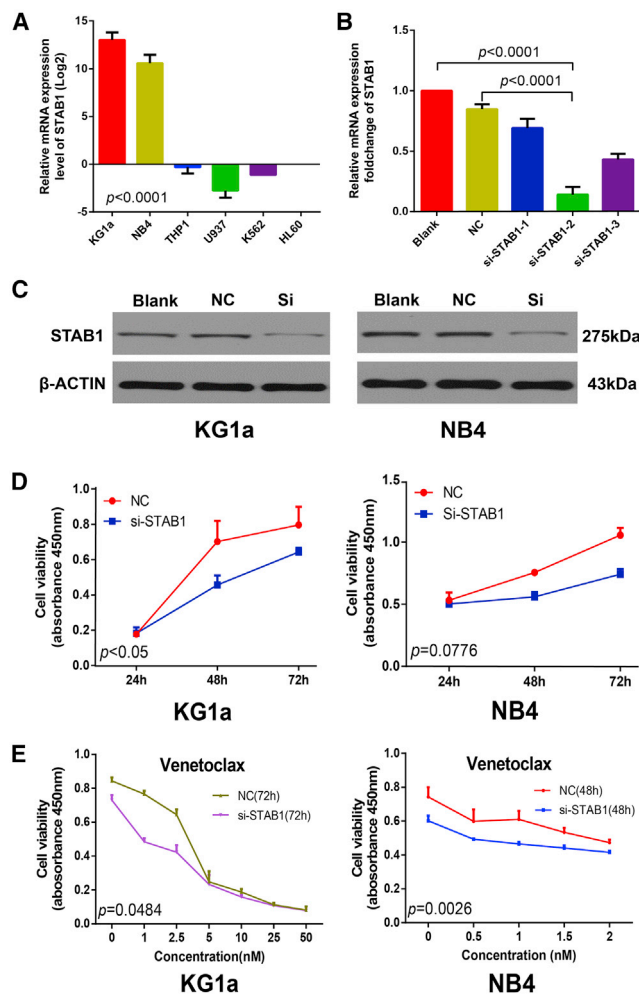 A
Relative mRNA expression
level of STAB1 (Log2)
15
10
5
0
-5
p<0.0001
KG1a
NB4
THP1
U937
K562
HL60
B
Relative mRNA expression
foldchange of STAB1
1.5
1.0
0.5
0.0
p<0.0001
p<0.0001
Blank
NC
si-STAB1-1
si-STAB1-2
si-STAB1-3
C
Blank NC Si
Blank NC Si
STAB1
275kDa
β-ACTIN
43kDa
KG1a
NB4
D
Cell viability
(absorbance 450nm)
1.0
0.8
0.6
0.4
0.2
0.0
NC
si-STAB1
p<0.05
24h
48h
72h
KG1a
Cell viability
(absorbance 450nm)
1.5
1.0
0.5
0.0
NC
Si-STAB1
p=0.0776
24h
48h
72h
NB4
E
Venetoclax
Cell viability
(abosorbance 450nm)
1.0
0.8
0.6
0.4
0.2
0.0
NC(72h)
si-STAB1(72h)
p=0.0484
0
1
2.5
5
10
25
50
Concentration(nM)
KG1a
Venetoclax
Cell viability
(abosorbance 450nm)
1.0
0.8
0.6
0.4
0.2
0.0
NC(48h)
si-STAB1(48h)
p=0.0026
0
0.5
1
1.5
2
Concentration (nM)
NB4